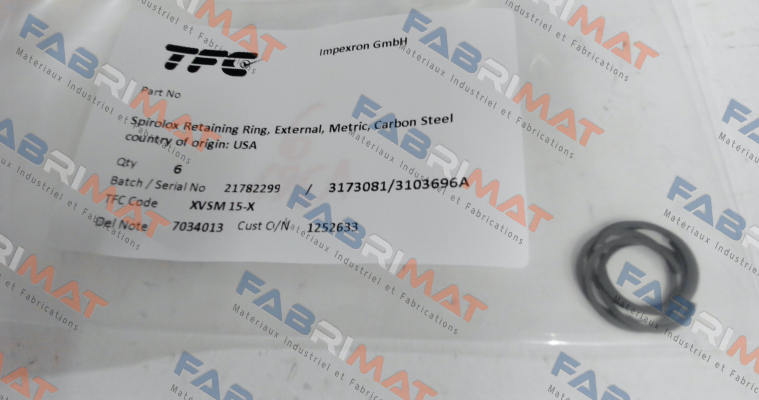 TFC
Impexron GmbH
Part No
Spirolox Retaining Ring, External, Metric, Carbon Steel
country of origin: USA
Qty 6
Batch / Serial No 21782299 / 3173081/3103696A
TFC Code XVSM 15-X
Del Note 7034013 Cust O/N 1252633
FABRIMAT
Matériaux Industriel et Fabrications